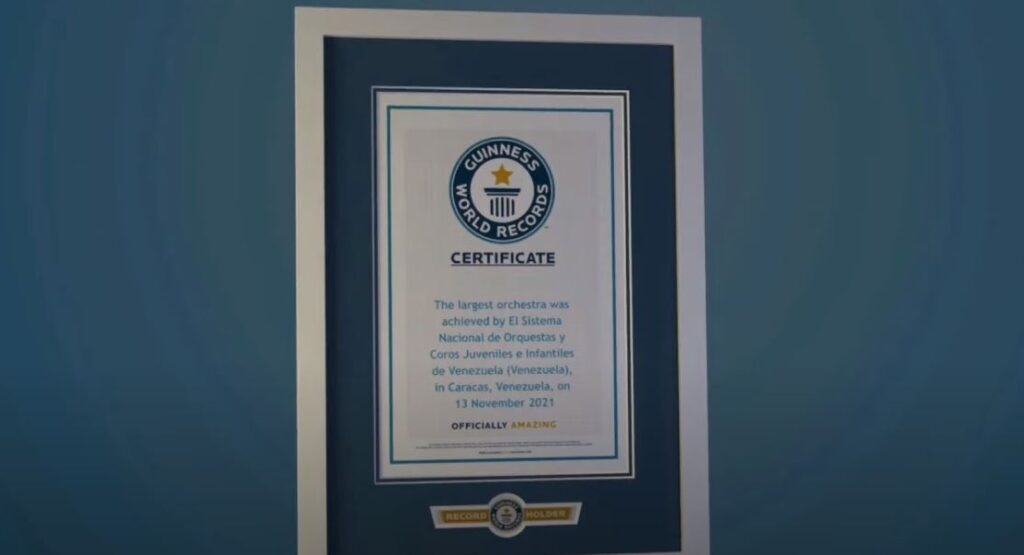 GUINNESS
WORLD RECORDS
CERTIFICATE
The largest orchestra was
achieved by El Sistema
Nacional de Orquestas y
Coros Juveniles e Infantiles
de Venezuela (Venezuela),
in Caracas, Venezuela, on
13 November 2021
OFFICIALLY AMAZING
RECORD HOLDER